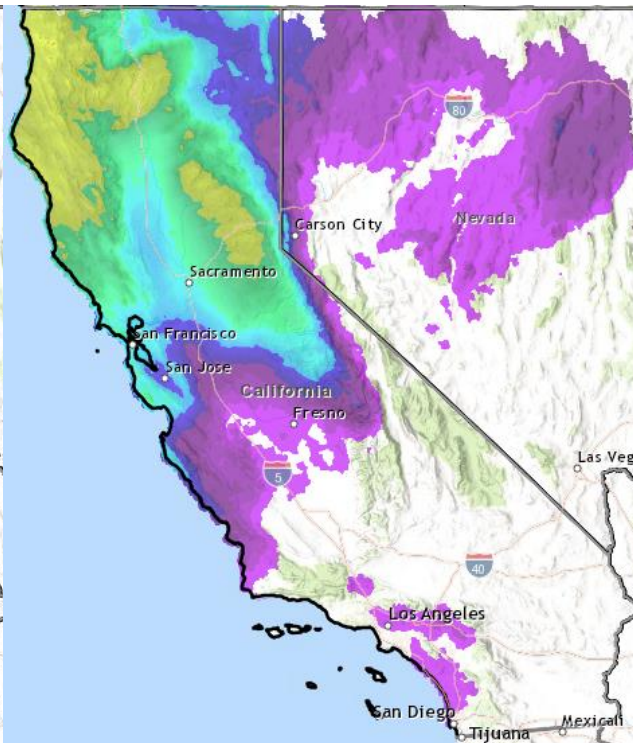 80
Nevada
Carson City
Sacramento
San Francisco
San Jose
California
Fresno
5
Las Veg
40
Los Angeles
San Diego
Tijuana
Mexicali